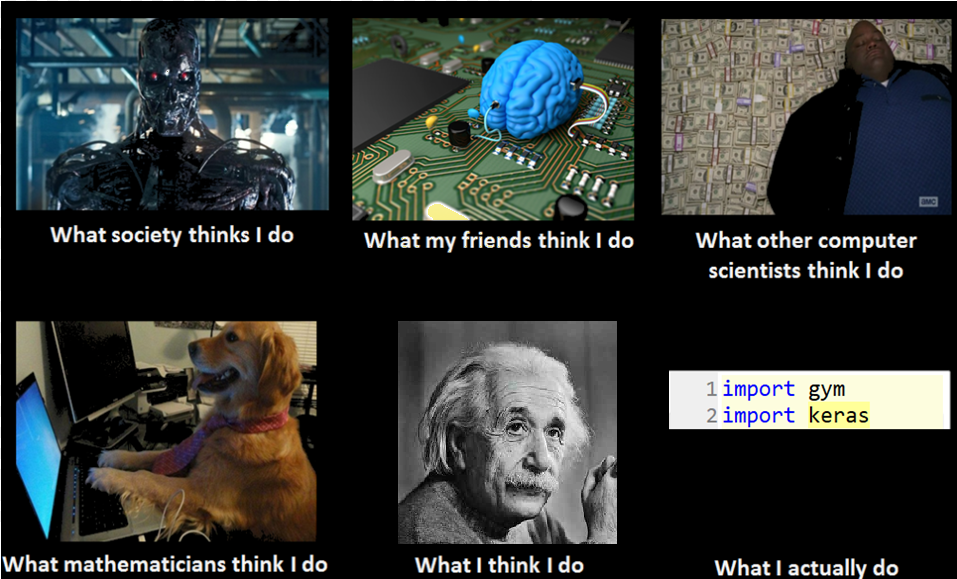 AMC
What society thinks I do
What my friends think I do
What other computer
scientists think I do
1 import gym
2 import keras
What mathematicians think I do
What I think I do
What I actually do